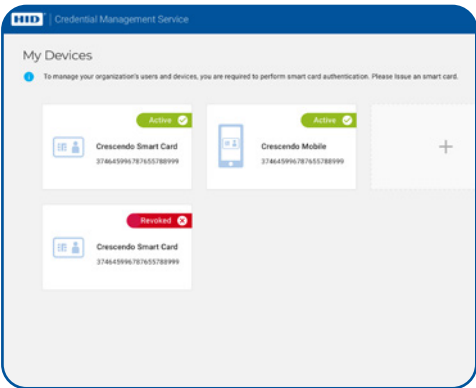 HID | Credential Management Service
My Devices
To manage your organization's users and devices, you are required to perform smart card authentication. Please Issue an smart card.
Active
Crescendo Smart Card
374645996787655788999
Active
Crescendo Mobile
374645996787655788999
Revoked
Crescendo Smart Card
374645996787655788999